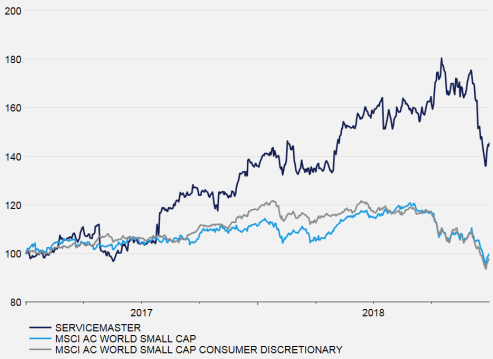 200
180
160
140
120
100
80
2017 2018
SERVICEMASTER
MSCI AC WORLD SMALL CAP
MSCI AC WORLD SMALL CAP CONSUMER DISCRETIONARY